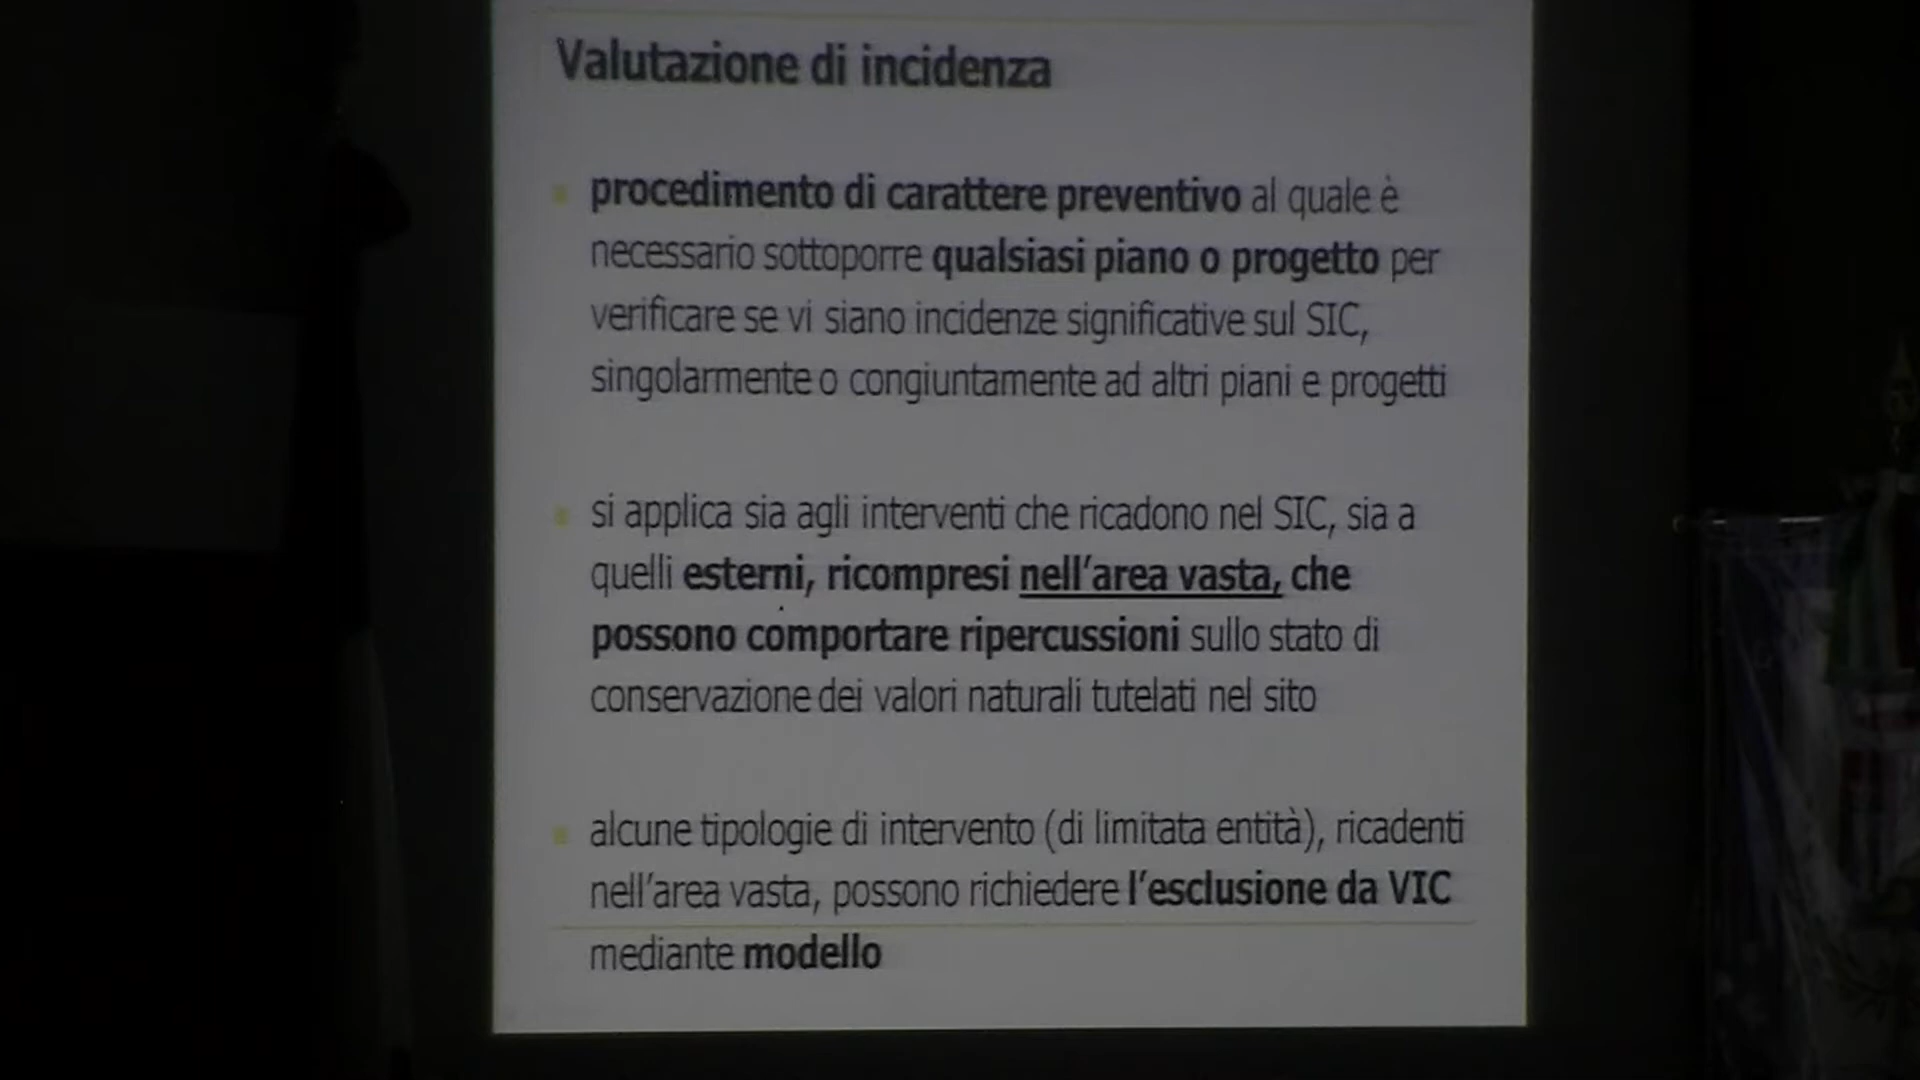 Valutazione di incidenza
procedimento di carattere preventivo al quale è
necessario sottoporre qualsiasi piano o progetto per
verificare se vi siano incidenze significative sul SIC,
singolarmente o congiuntamente ad altri piani e progetti
si applica sia agli interventi che ricadono nel SIC, sia a
quelli esterni, ricompresi nell'area vasta, che
possono comportare ripercussioni sullo stato di
conservazione dei valori naturali tutelati nel sito
alcune tipologie di intervento (di limitata entità), ricadenti
nell'area vasta, possono richiedere l'esclusione da VIC
mediante modello